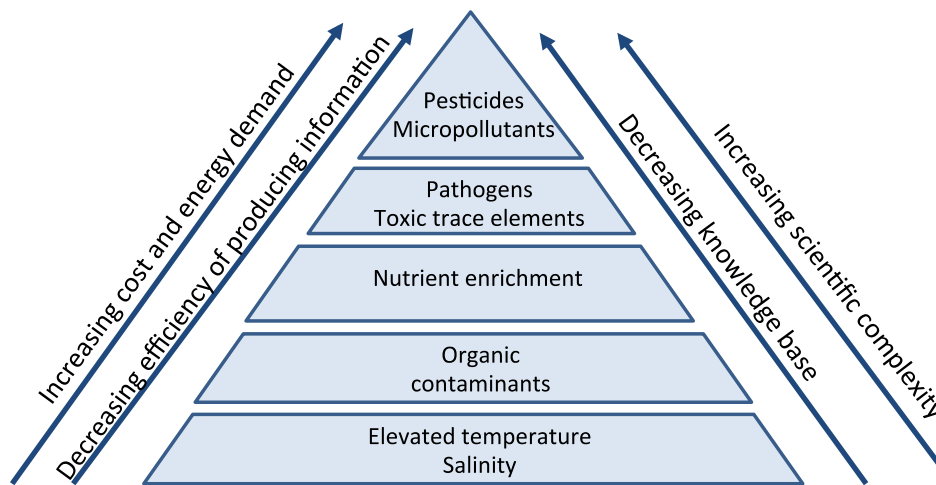 Increasing cost and energy demand
Decreasing efficiency of producing information
Pesticides
Micropollutants
Pathogens
Toxic trace elements
Nutrient enrichment
Organic
contaminants
Elevated temperature
Salinity
Decreasing knowledge base
Increasing scientific complexity